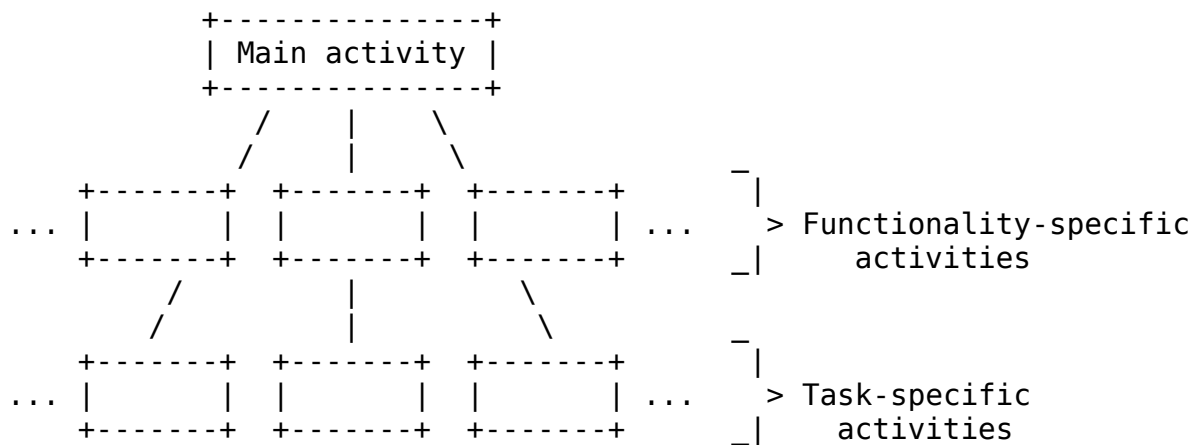 Main activity
... ... > Functionality-specific
activities
... ... > Task-specific
activities